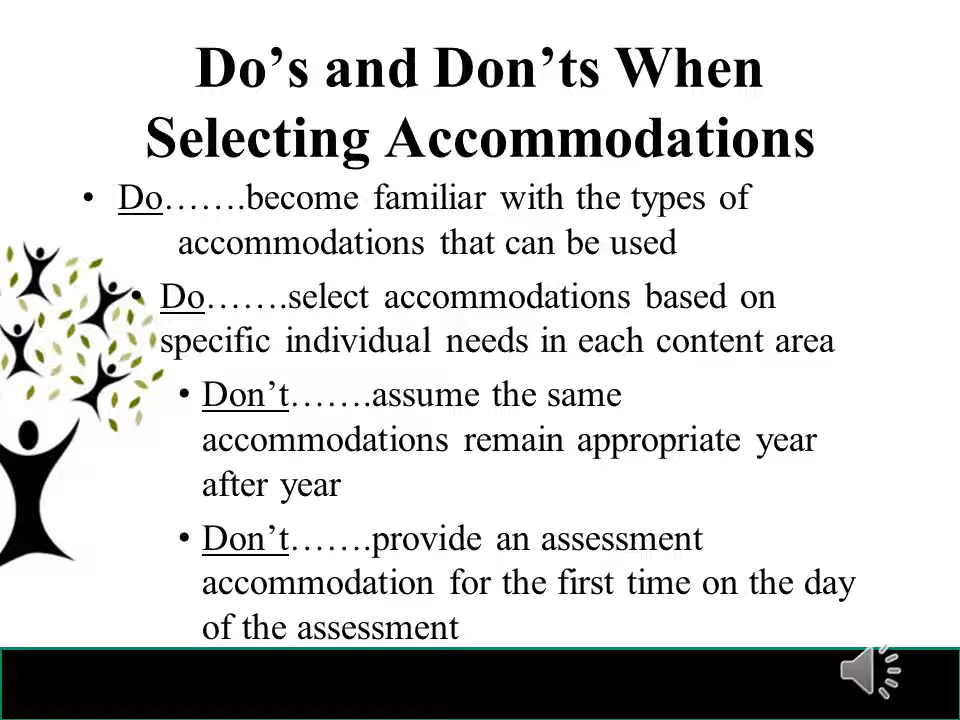 Do’s and Don’ts When
Selecting Accommodations
• Do…….become familiar with the types of
accommodations that can be used
• Do…….select accommodations based on
specific individual needs in each content area
• Don’t…….assume the same
accommodations remain appropriate year
after year
• Don’t…….provide an assessment
accommodation for the first time on the day
of the assessment